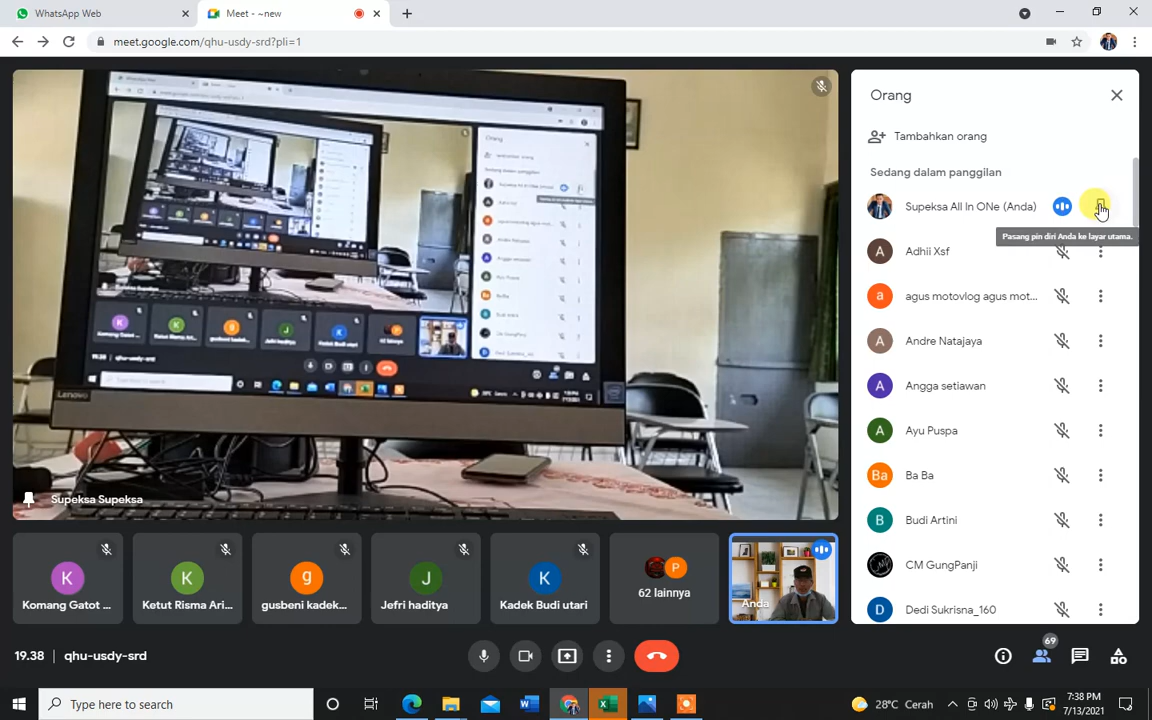 WhatsApp Web
Meet - ~new
meet.google.com/qhu-usdy-srd?pli=1
Supeksa Supeksa
Lenovo
Orang
Tambahkan orang
Sedang dalam panggilan
Supeksa All In ONe (Anda)
Pasang pin diri Anda ke layar utama.
A
Adhii Xsf
a
agus motovlog agus mot...
A
Andre Natajaya
A
Angga setiawan
A
Ayu Puspa
Ba
Ba Ba
B
Budi Artini
CM GungPanji
D
Dedi Sukrisna_160
K
Komang Gatot ...
K
Ketut Risma Ari...
g
gusbeni kadek...
J
Jefri haditya
K
Kadek Budi utari
P
62 lainnya
Anda
19.38
qhu-usdy-srd
69
Type here to search
28°C Cerah
7:38 PM
7/13/2021